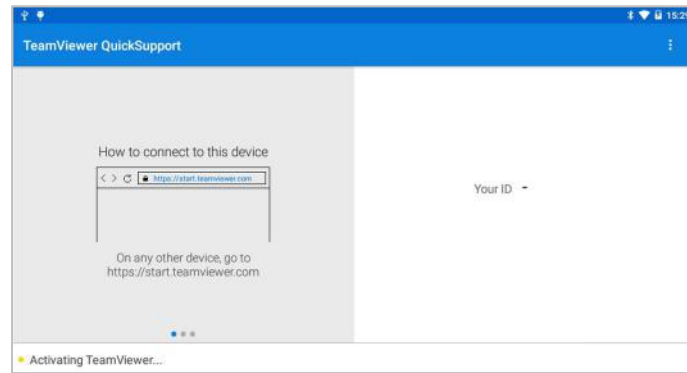 15:29
TeamViewer QuickSupport
How to connect to this device
https://start.teamviewer.com
On any other device, go to
https://start.teamviewer.com
Your ID -
Activating TeamViewer...